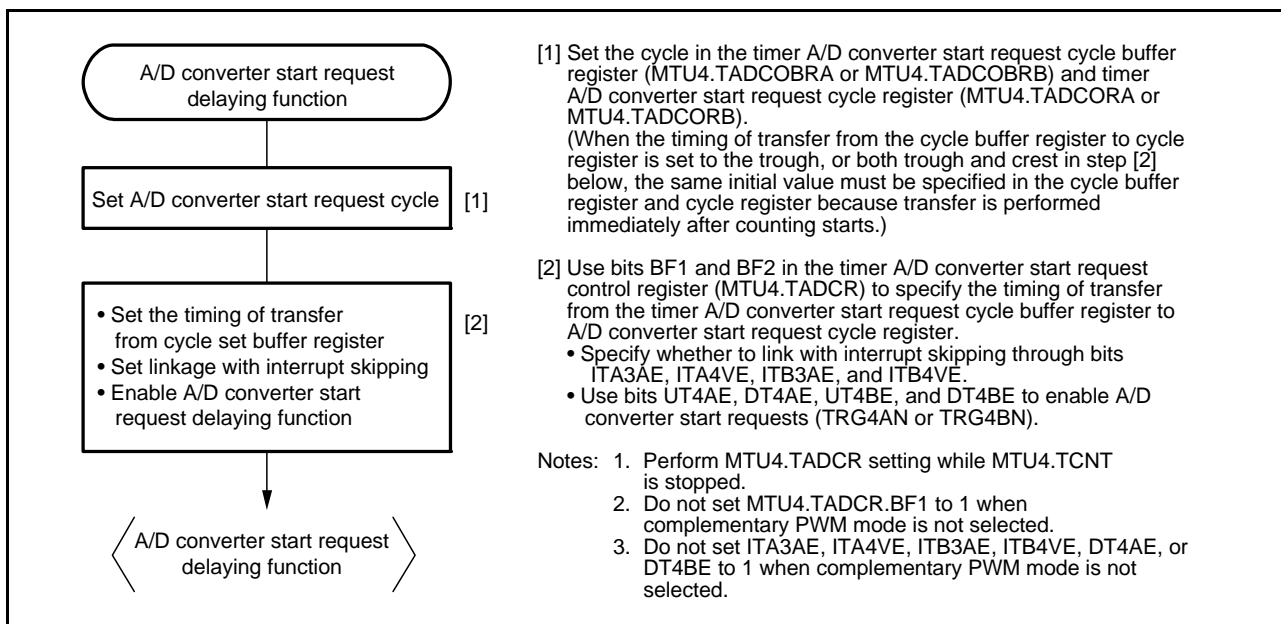 A/D converter start request
delaying function
Set A/D converter start request cycle
[1]
• Set the timing of transfer
from cycle set buffer register
• Set linkage with interrupt skipping
• Enable A/D converter start
request delaying function
[2]
A/D converter start request
delaying function
[1] Set the cycle in the timer A/D converter start request cycle buffer
register (MTU4.TADCOBRA or MTU4.TADCOBRB) and timer
A/D converter start request cycle register (MTU4.TADCORA or
MTU4.TADCORB).
(When the timing of transfer from the cycle buffer register to cycle
register is set to the trough, or both trough and crest in step [2]
below, the same initial value must be specified in the cycle buffer
register and cycle register because transfer is performed
immediately after counting starts.)
[2] Use bits BF1 and BF2 in the timer A/D converter start request
control register (MTU4.TADCR) to specify the timing of transfer
from the timer A/D converter start request cycle buffer register to
A/D converter start request cycle register.
• Specify whether to link with interrupt skipping through bits
ITA3AE, ITA4VE, ITB3AE, and ITB4VE.
• Use bits UT4AE, DT4AE, UT4BE, and DT4BE to enable A/D
converter start requests (TRG4AN or TRG4BN).
Notes: 1. Perform MTU4.TADCR setting while MTU4.TCNT
is stopped.
2. Do not set MTU4.TADCR.BF1 to 1 when
complementary PWM mode is not selected.
3. Do not set ITA3AE, ITA4VE, ITB3AE, ITB4VE, DT4AE, or
DT4BE to 1 when complementary PWM mode is not
selected.